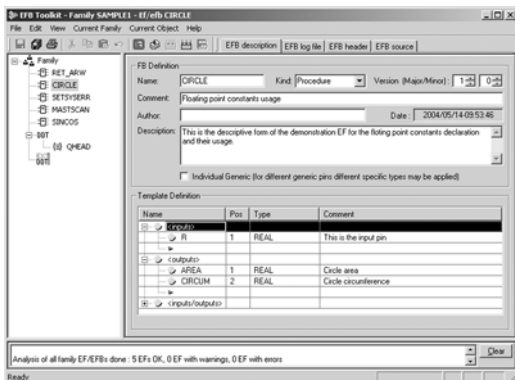 EFB Toolkit - Family SAMPLE1 - Ef/efb CIRCLE
File Edit View Current Family Current Object Help
EFB description EFB log file EFB header EFB source
Family
RET_ARW
CIRCLE
SETSYSERR
MASTSCAN
SINCOS
DDT
QHEAD
DDT
FB Definition
Name: CIRCLE Kind: Procedure Version (Major/Minor): 1 0
Comment: Floating point constants usage
Author: Date: 2004/05/14-09:53:46
Description: This is the descriptive form of the demonstration EF for the floting point constants declaration
and their usage.
Individual Generic (for different generic pins different specific types may be applied)
Template Definition
Name Pos Type Comment
<inputs>
R 1 REAL This is the input pin
<outputs>
AREA 1 REAL Circle area
CIRCUM 2 REAL Circle circunference
<inputs/outputs>
Analysis of all family EF/EFBs done : 5 EFs OK, 0 EF with warnings, 0 EF with errors
Clear
Ready